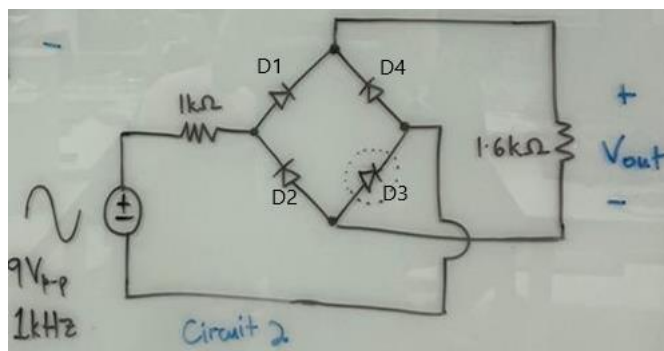 D1
D4
1kΩ
+
1.6kΩ
Vout
-
D2
D3
±
9Vp-p
1kHz
Circuit 2
-